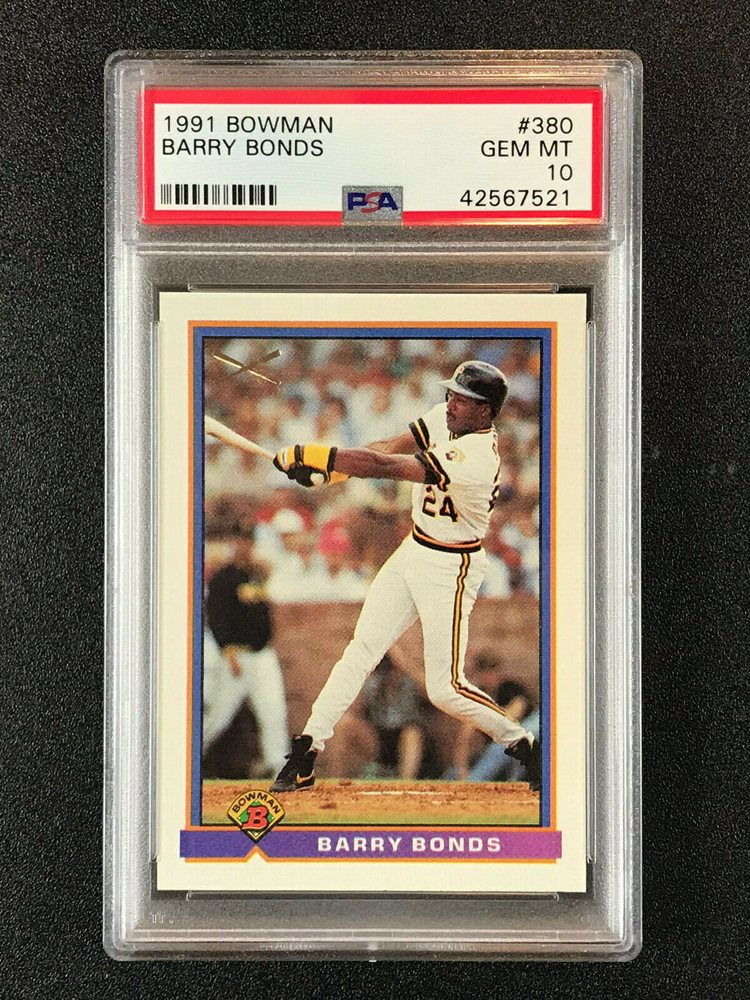 1991 BOWMAN #380
BARRY BONDS GEM MT
10
PSA 42567521
24
BOWMAN
B
BARRY BONDS